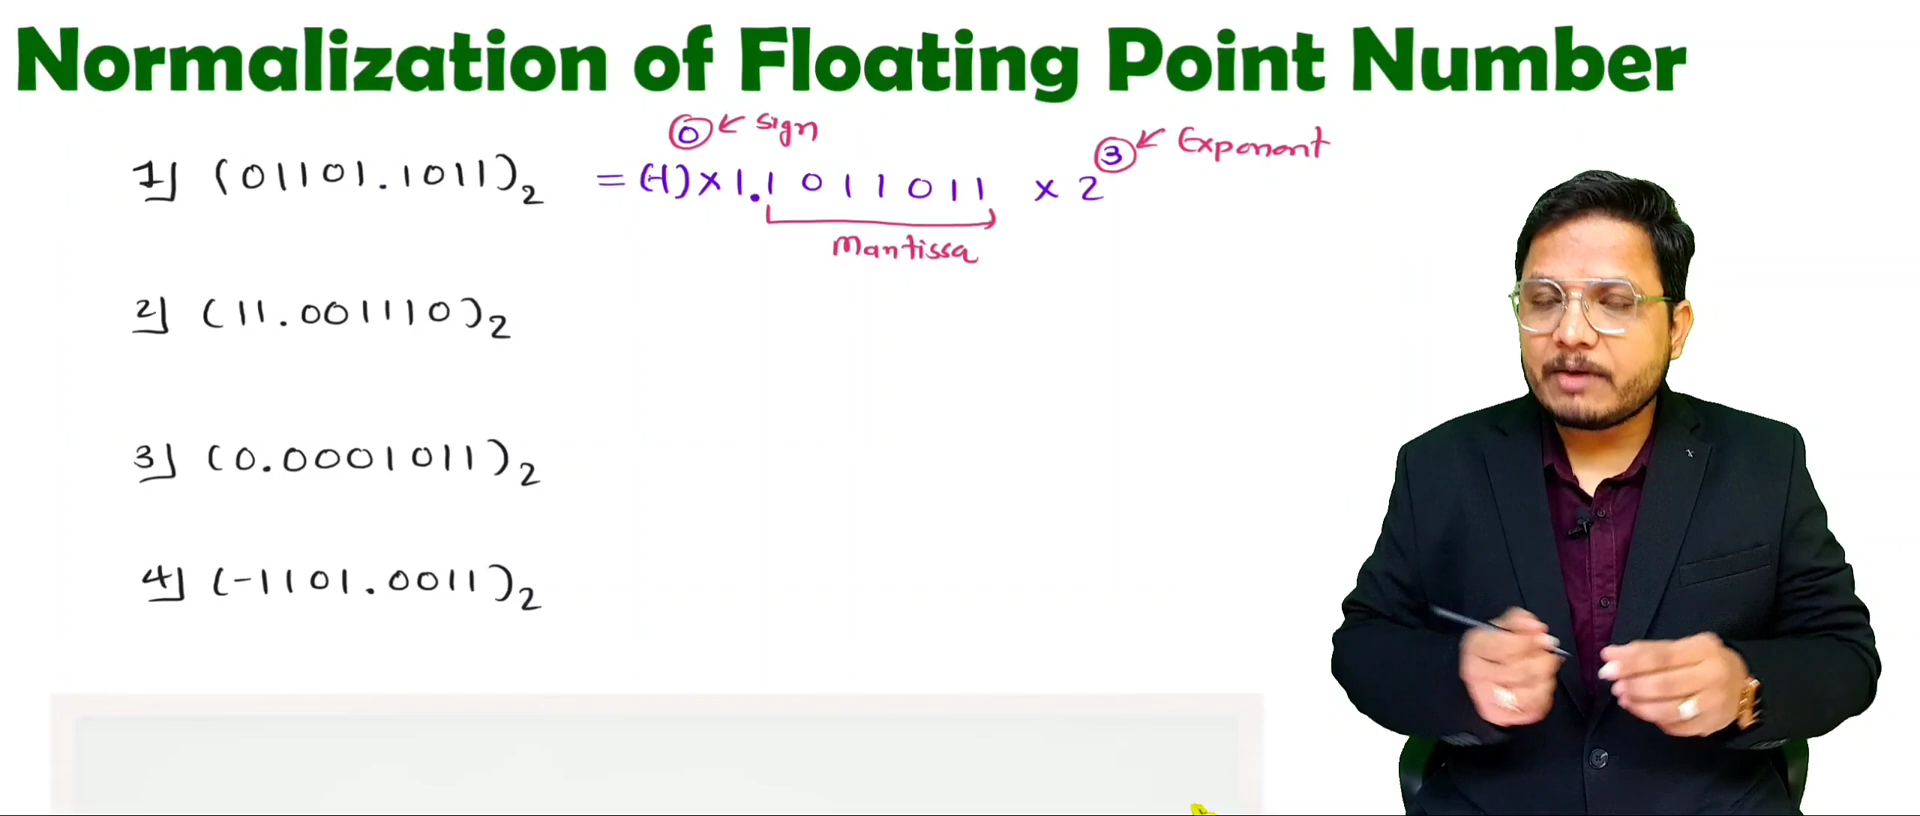 Normalization of Floating Point Number
0 ← Sign
3 ← Exponent
1] (01101.1011)₂ = (-1) × 1.1011011 × 2
Mantissa
2] (11.001110)₂
3] (0.0001011)₂
4] (-1101.0011)₂